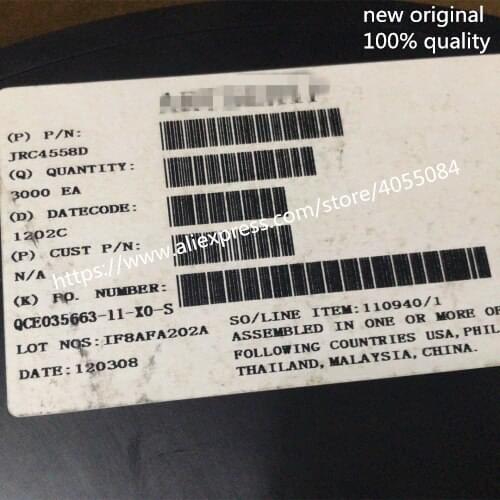 new original
100% quality
(P) P/N:
JRC4558D
(Q) QUANTITY:
3000 EA
(D) DATECODE:
1202C
(P) CUST P/N:
N/A
(K) PO. NUMBER:
QCE035663-11-X0-S
LOT NOS:IF8AFA202A
DATE:120308
SO/LINE ITEM:110940/1
ASSEMBLED IN ONE OR MORE OF
FOLLOWING COUNTRIES USA,PHIL
THAILAND,MALAYSIA,CHINA.
https://www.aliexpress.com/store/4055084